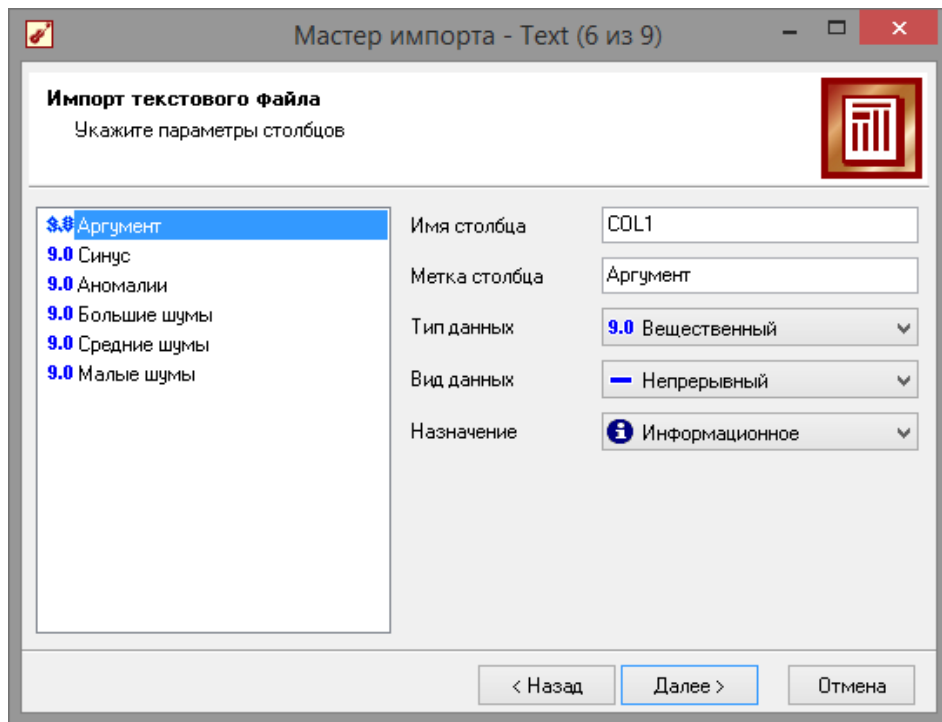 Мастер импорта - Text (6 из 9)
Импорт текстового файла
Укажите параметры столбцов
9.0 Аргумент
9.0 Синус
9.0 Аномалии
9.0 Большие шумы
9.0 Средние шумы
9.0 Малые шумы
Имя столбца COL1
Метка столбца Аргумент
Тип данных 9.0 Вещественный
Вид данных Непрерывный
Назначение Информационное
< Назад Далее > Отмена